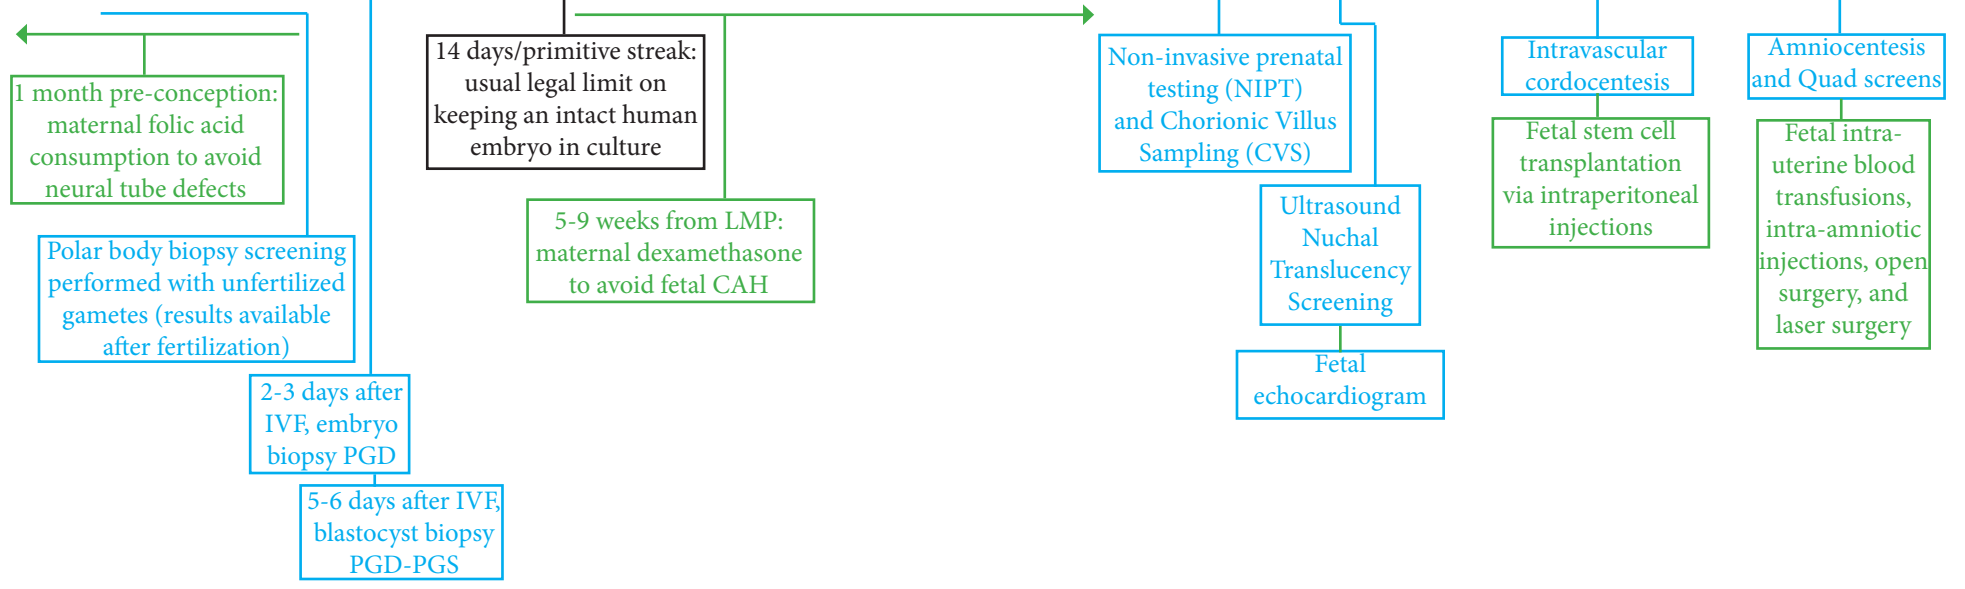 1 month pre-conception:
maternal folic acid
consumption to avoid
neural tube defects
Polar body biopsy screening
performed with unfertilized
gametes (results available
after fertilization)
2-3 days after
IVF, embryo
biopsy PGD
5-6 days after IVF,
blastocyst biopsy
PGD-PGS
14 days/primitive streak:
usual legal limit on
keeping an intact human
embryo in culture
5-9 weeks from LMP:
maternal dexamethasone
to avoid fetal CAH
Non-invasive prenatal
testing (NIPT)
and Chorionic Villus
Sampling (CVS)
Ultrasound
Nuchal
Translucency
Screening
Fetal
echocardiogram
Intravascular
cordocentesis
Fetal stem cell
transplantation
via intraperitoneal
injections
Amniocentesis
and Quad screens
Fetal intra-
uterine blood
transfusions,
intra-amniotic
injections, open
surgery, and
laser surgery